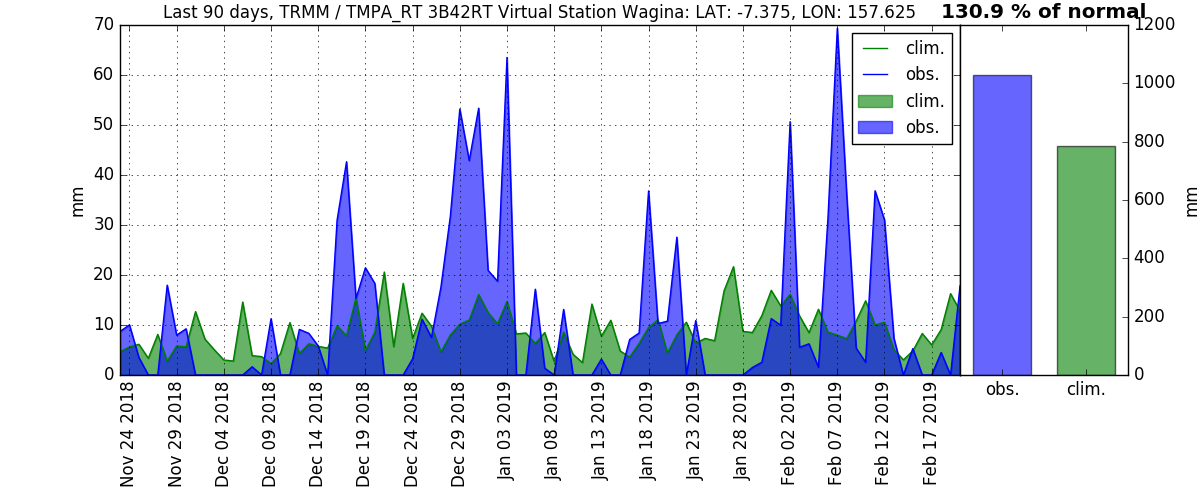 Last 90 days, TRMM / TMPA_RT 3B42RT Virtual Station Wagina: LAT: -7.375, LON: 157.625
130.9 % of normal
70
60
50
40
30
20
10
0
mm
clim.
obs.
clim.
obs.
1200
1000
800
600
400
200
0
mm
Nov 24 2018
Nov 29 2018
Dec 04 2018
Dec 09 2018
Dec 14 2018
Dec 19 2018
Dec 24 2018
Dec 29 2018
Jan 03 2019
Jan 08 2019
Jan 13 2019
Jan 18 2019
Jan 23 2019
Jan 28 2019
Feb 02 2019
Feb 07 2019
Feb 12 2019
Feb 17 2019
obs.
clim.